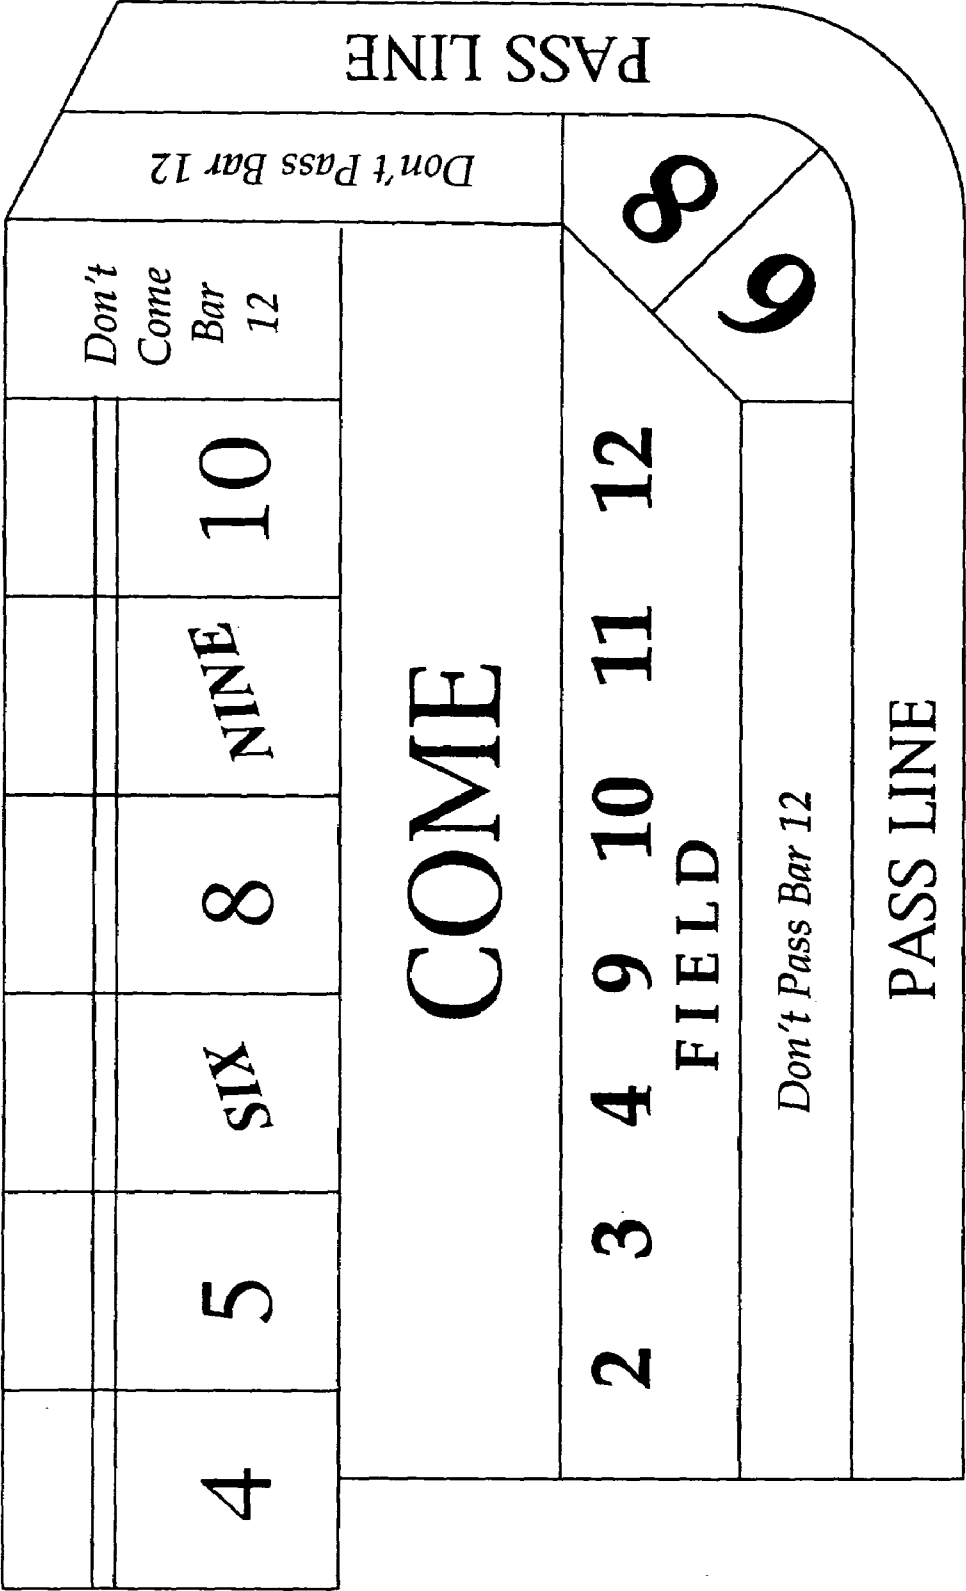 4 5 SIX 8 NINE 10
Don't
Come
Bar
12
COME
2 3 4 9 10 11 12
FIELD
6
8
Don't Pass Bar 12
PASS LINE
Don't Pass Bar 12
PASS LINE